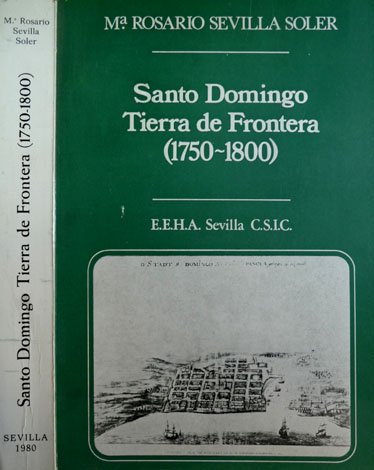 Mª Rosario
Sevilla
Soler
Santo Domingo Tierra de Frontera (1750-1800)
SEVILLA
1980
Mª ROSARIO SEVILLA SOLER
Santo Domingo
Tierra de Frontera
(1750~1800)
E.E.H.A. Sevilla C.S.I.C.